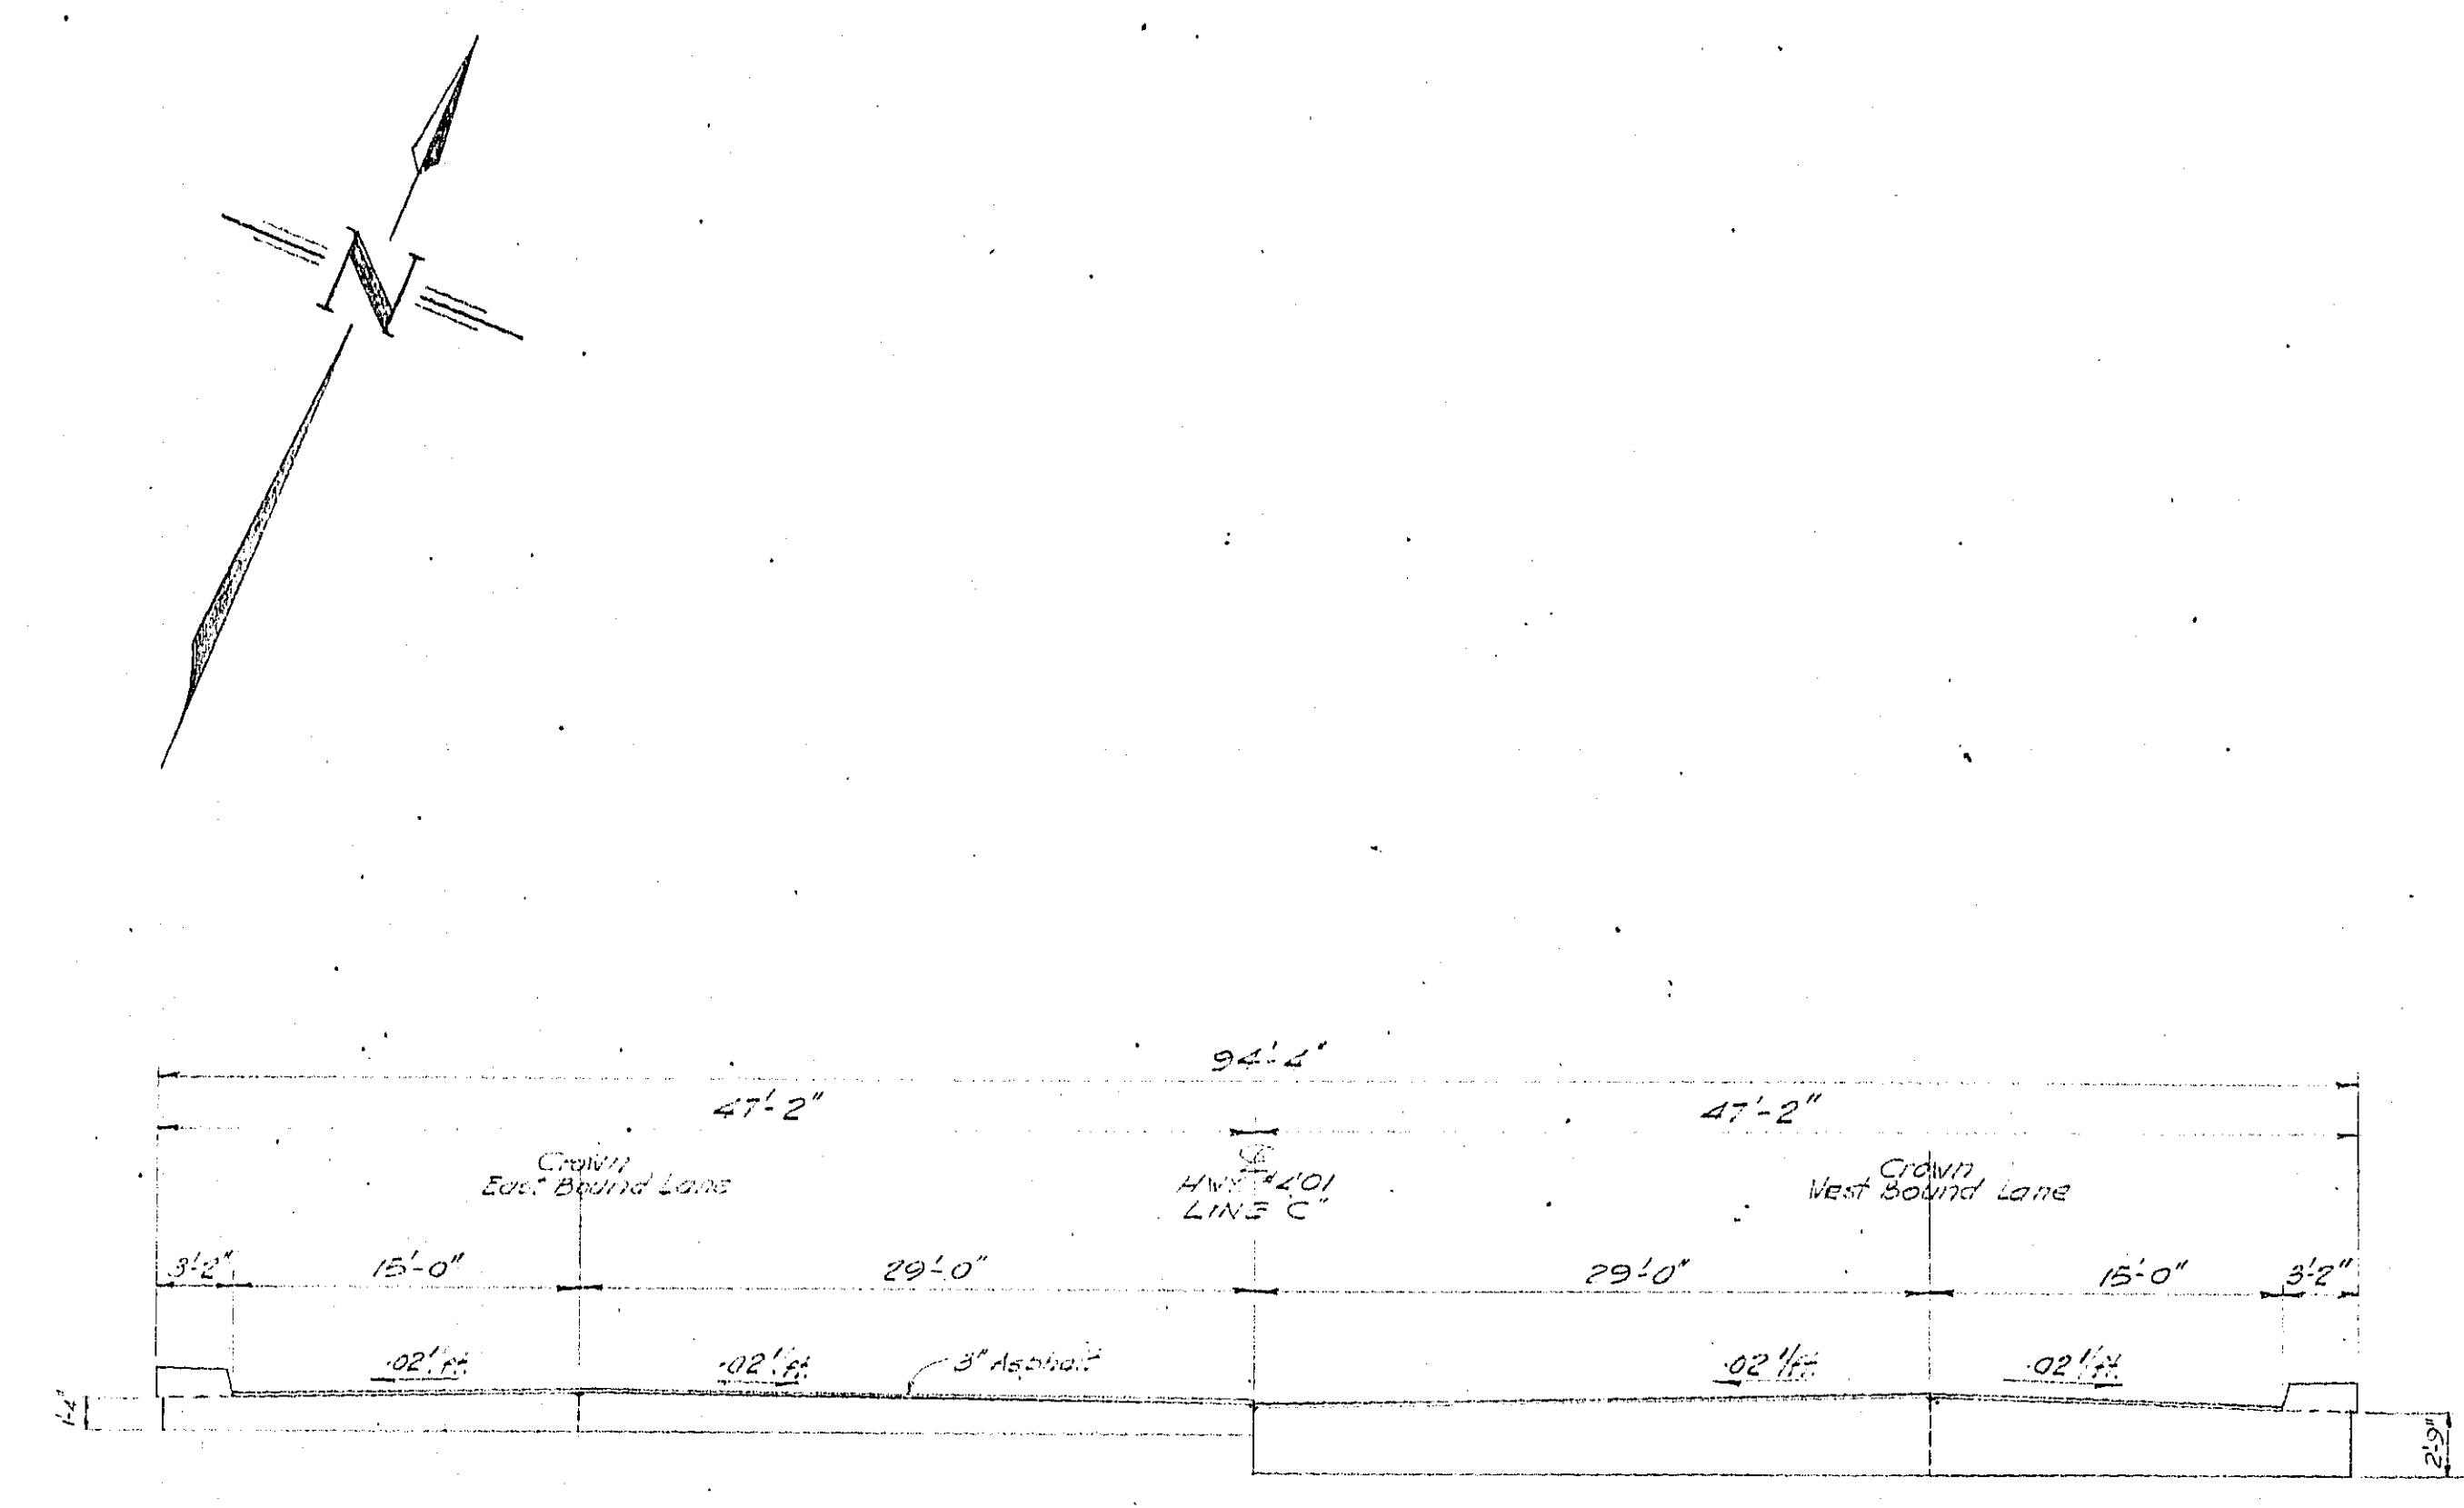 N
94'-4"
47'-2"
47'-2"
Crown
East Bound Lane
℄
HWY #401
LINE "C"
Crown
West Bound Lane
3'-2"
15'-0"
29'-0"
29'-0"
15'-0"
3'-2"
.02'/ft.
.02'/ft.
3" Asphalt
.02'/ft.
.02'/ft.
1'-4"
2'-9"